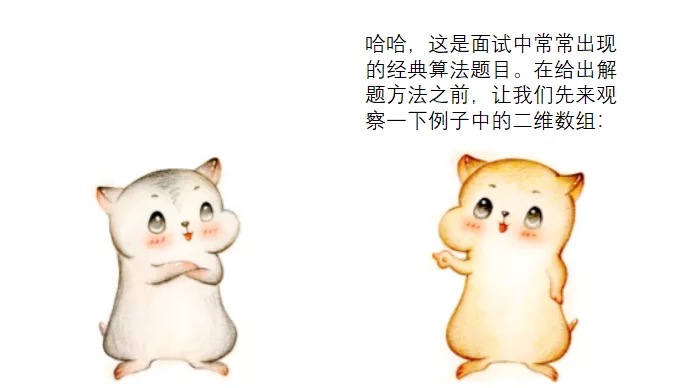 哈哈，这是面试中常常出现
的经典算法题目。在给出解
题方法之前，让我们先来观
察一下例子中的二维数组：